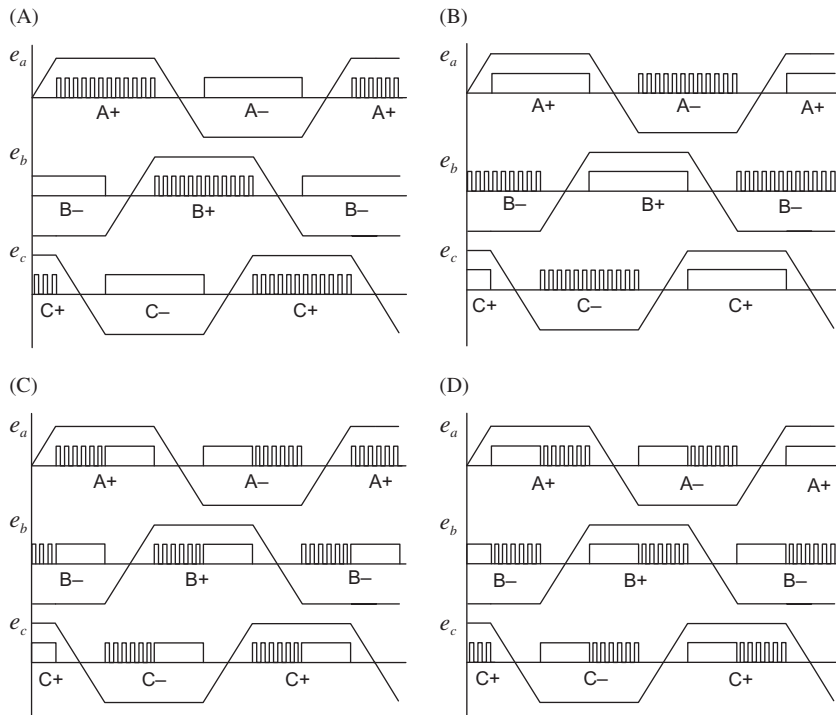 (A)
e_a
A+
A–
A+
e_b
B–
B+
B–
e_c
C+
C–
C+
(B)
e_a
A+
A–
A+
e_b
B–
B+
B–
e_c
C+
C–
C+
(C)
e_a
A+
A–
A+
e_b
B–
B+
B–
e_c
C+
C–
C+
(D)
e_a
A+
A–
A+
e_b
B–
B+
B–
e_c
C+
C–
C+